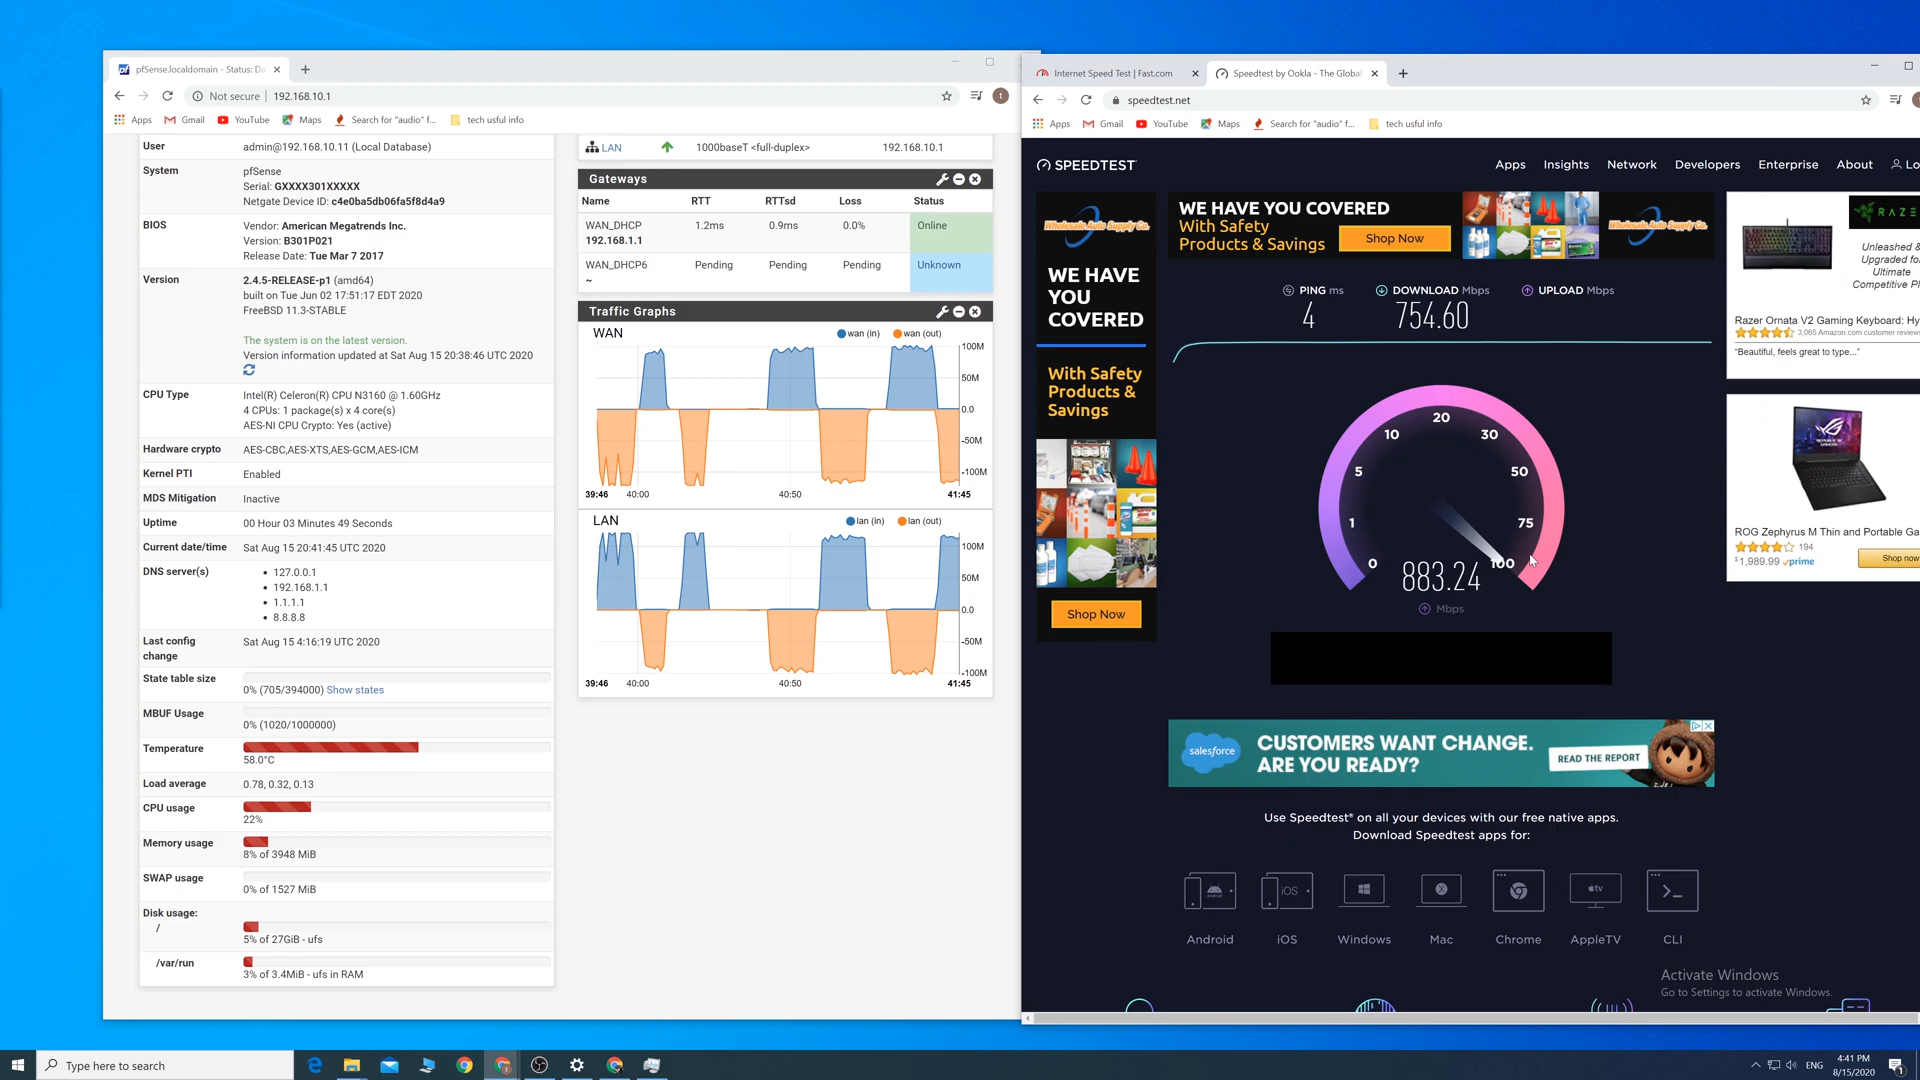 pfSense.localdomain - Status: Da
Not secure
192.168.10.1
Apps
Gmail
YouTube
Maps
Search for "audio" f...
tech usful info
User
admin@192.168.10.11 (Local Database)
System
pfSense
Serial: GXXXX301XXXXX
Netgate Device ID: c4e0ba5db06fa5f8d4a9
BIOS
Vendor: American Megatrends Inc.
Version: B301P021
Release Date: Tue Mar 7 2017
Version
2.4.5-RELEASE-p1 (amd64)
built on Tue Jun 02 17:51:17 EDT 2020
FreeBSD 11.3-STABLE
The system is on the latest version.
Version information updated at Sat Aug 15 20:38:46 UTC 2020
CPU Type
Intel(R) Celeron(R) CPU N3160 @ 1.60GHz
4 CPUs: 1 package(s) x 4 core(s)
AES-NI CPU Crypto: Yes (active)
Hardware crypto
AES-CBC,AES-XTS,AES-GCM,AES-ICM
Kernel PTI
Enabled
MDS Mitigation
Inactive
Uptime
00 Hour 03 Minutes 49 Seconds
Current date/time
Sat Aug 15 20:41:45 UTC 2020
DNS server(s)
127.0.0.1
192.168.1.1
1.1.1.1
8.8.8.8
Last config
change
Sat Aug 15 4:16:19 UTC 2020
State table size
0% (705/394000) Show states
MBUF Usage
0% (1020/1000000)
Temperature
58.0°C
Load average
0.78, 0.32, 0.13
CPU usage
22%
Memory usage
8% of 3948 MiB
SWAP usage
0% of 1527 MiB
Disk usage:
/
5% of 27GiB - ufs
/var/run
3% of 3.4MiB - ufs in RAM
LAN
1000baseT <full-duplex>
192.168.10.1
Gateways
Name RTT RTTsd Loss Status
WAN_DHCP 1.2ms 0.9ms 0.0% Online
192.168.1.1
WAN_DHCP6 Pending Pending Pending Unknown
~
Traffic Graphs
WAN
wan (in) wan (out)
100M
50M
0.0
-50M
-100M
39:46 40:00 40:50 41:45
LAN
lan (in) lan (out)
100M
50M
0.0
-50M
-100M
39:46 40:00 40:50 41:45
Internet Speed Test | Fast.com
Speedtest by Ookla - The Global
speedtest.net
Apps
Gmail
YouTube
Maps
Search for "audio" f...
tech usful info
SPEEDTEST
Apps Insights Network Developers Enterprise About Lo
Wholesale Auto Supply Co.
WE HAVE
YOU
COVERED
With Safety
Products &
Savings
Shop Now
WE HAVE YOU COVERED
With Safety
Products & Savings
Shop Now
Wholesale Auto Supply Co.
PING ms
4
DOWNLOAD Mbps
754.60
UPLOAD Mbps
0
1
5
10
20
30
50
75
100
883.24
Mbps
RAZE
Unleashed &
Upgraded fo
Ultimate
Competitive Pl
Razer Ornata V2 Gaming Keyboard: Hy
3,065 Amazon.com customer reviews
"Beautiful, feels great to type..."
ROG Zephyrus M Thin and Portable Ga
194
$1,989.99 prime
Shop now
salesforce
CUSTOMERS WANT CHANGE.
ARE YOU READY?
READ THE REPORT
Use Speedtest® on all your devices with our free native apps.
Download Speedtest apps for:
android
iOS
tv
Android iOS Windows Mac Chrome AppleTV CLI
Activate Windows
Go to Settings to activate Windows.
Type here to search
ENG
4:41 PM
8/15/2020